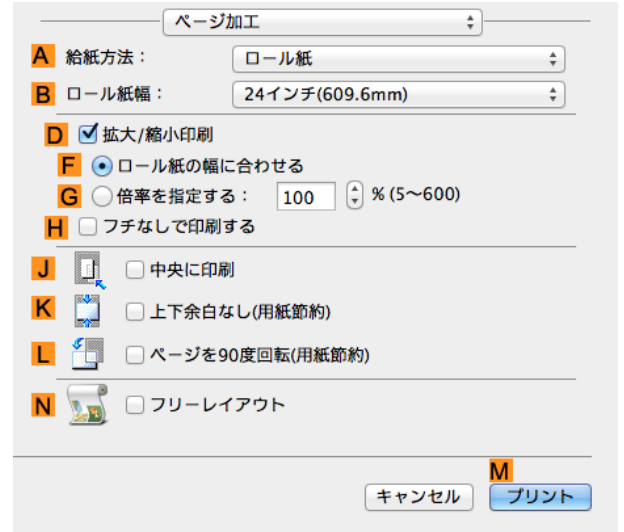 ページ加工
A 給紙方法： ロール紙
B ロール紙幅： 24インチ(609.6mm)
D 拡大/縮小印刷
F ロール紙の幅に合わせる
G 倍率を指定する： 100 % (5～600)
H フチなしで印刷する
J 中央に印刷
K 上下余白なし(用紙節約)
L ページを90度回転(用紙節約)
N フリーレイアウト
M
キャンセル プリント